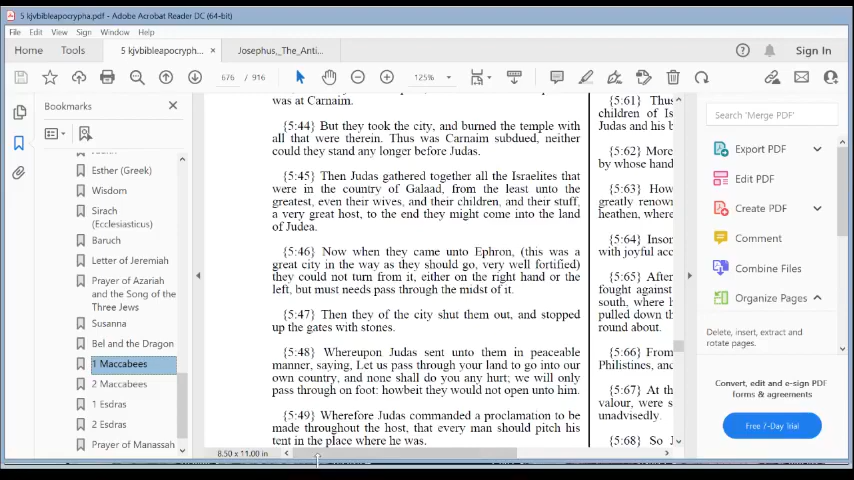 5 kjvbibleapocrypha.pdf - Adobe Acrobat Reader DC (64-bit)
File Edit View Sign Window Help
Home Tools 5 kjvbibleapocryph... × Josephus,_The_Anti... Sign In
676 / 916 125%
Bookmarks
Esther (Greek)
Wisdom
Sirach
(Ecclesiasticus)
Baruch
Letter of Jeremiah
Prayer of Azariah
and the Song of the
Three Jews
Susanna
Bel and the Dragon
1 Maccabees
2 Maccabees
1 Esdras
2 Esdras
Prayer of Manassah
was at Carnaim.
{5:44} But they took the city, and burned the temple with
all that were therein. Thus was Carnaim subdued, neither
could they stand any longer before Judas.
{5:45} Then Judas gathered together all the Israelites that
were in the country of Galaad, from the least unto the
greatest, even their wives, and their children, and their stuff,
a very great host, to the end they might come into the land
of Judea.
{5:46} Now when they came unto Ephron, (this was a
great city in the way as they should go, very well fortified)
they could not turn from it, either on the right hand or the
left, but must needs pass through the midst of it.
{5:47} Then they of the city shut them out, and stopped
up the gates with stones.
{5:48} Whereupon Judas sent unto them in peaceable
manner, saying, Let us pass through your land to go into our
own country, and none shall do you any hurt; we will only
pass through on foot: howbeit they would not open unto him.
{5:49} Wherefore Judas commanded a proclamation to be
made throughout the host, that every man should pitch his
tent in the place where he was.
8.50 x 11.00 in
{5:61} Thus
children of Is
Judas and his b
{5:62} More
by whose hand
{5:63} How
greatly renown
heathen, where
{5:64} Insom
with joyful acc
{5:65} After
fought against
south, where h
pulled down th
round about.
{5:66} From
Philistines, and
{5:67} At th
valour, were s
unadvisedly.
{5:68} So J
Search 'Merge PDF'
Export PDF
Edit PDF
Create PDF
Comment
Combine Files
Organize Pages
Delete, insert, extract and
rotate pages.
Convert, edit and e-sign PDF
forms & agreements
Free 7-Day Trial